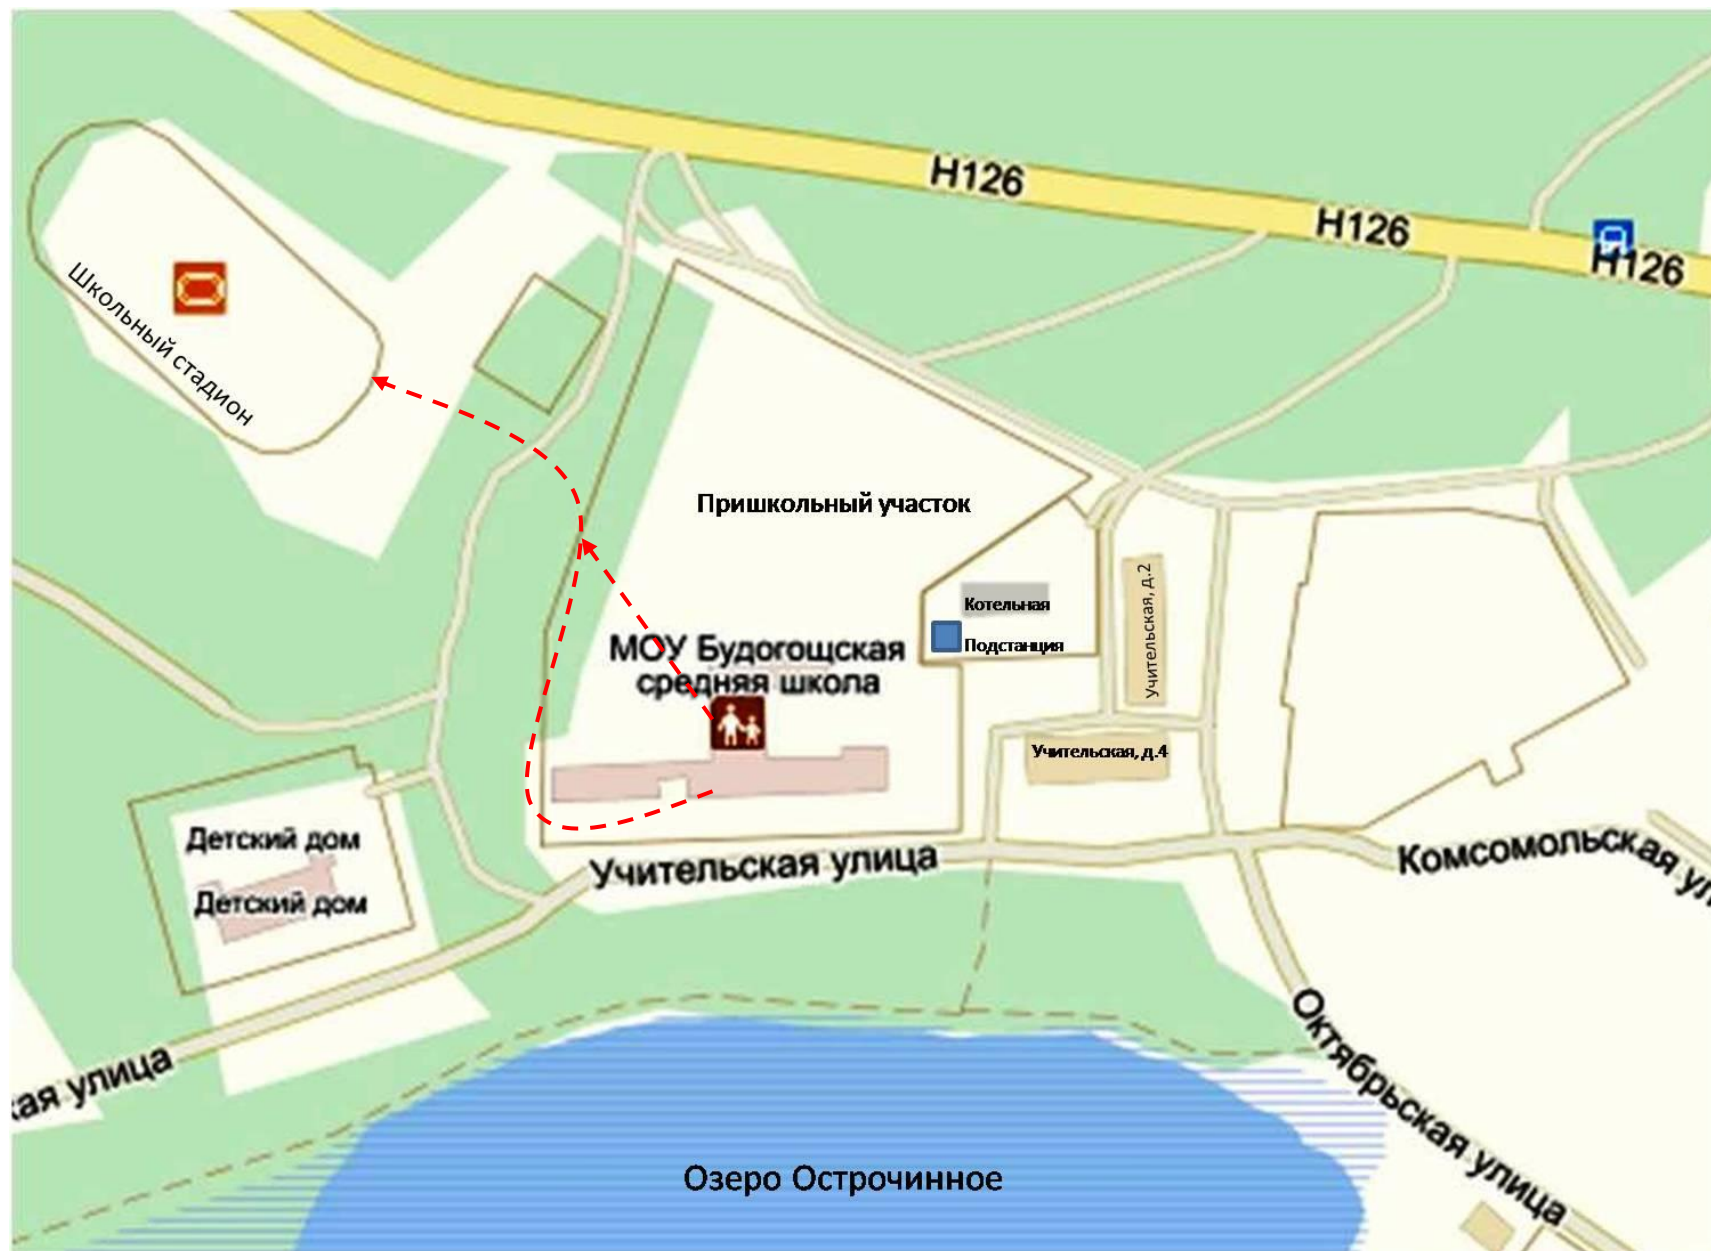 Н126
Н126
Н126
Школьный стадион
Пришкольный участок
Котельная
Подстанция
Учительская, д.2
МОУ Будогощская
средняя школа
Учительская, д.4
Детский дом
Детский дом
Учительская улица
Комсомольская ул
кая улица
Октябрьская улица
Озеро Острочинное